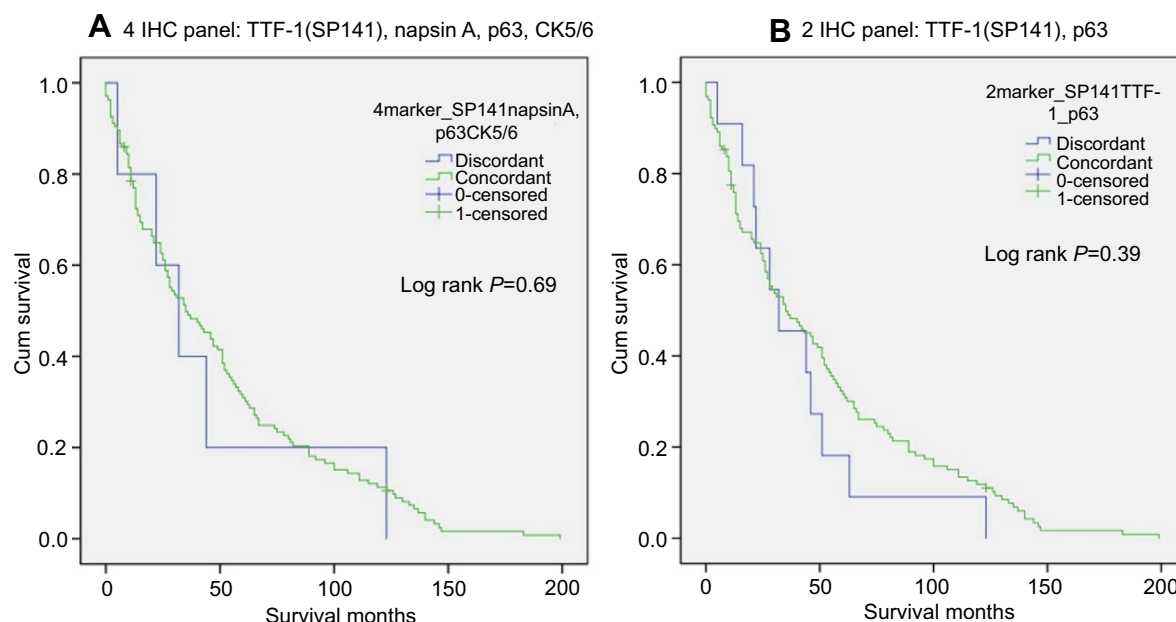 A 4 IHC panel: TTF-1(SP141), napsin A, p63, CK5/6
1.0
0.8
0.6
0.4
0.2
0.0
Cum survival
4marker_SP141napsinA,
p63CK5/6
Discordant
Concordant
0-censored
1-censored
Log rank P=0.69
0 50 100 150 200
Survival months
B 2 IHC panel: TTF-1(SP141), p63
1.0
0.8
0.6
0.4
0.2
0.0
Cum survival
2marker_SP141TTF-
1_p63
Discordant
Concordant
0-censored
1-censored
Log rank P=0.39
0 50 100 150 200
Survival months